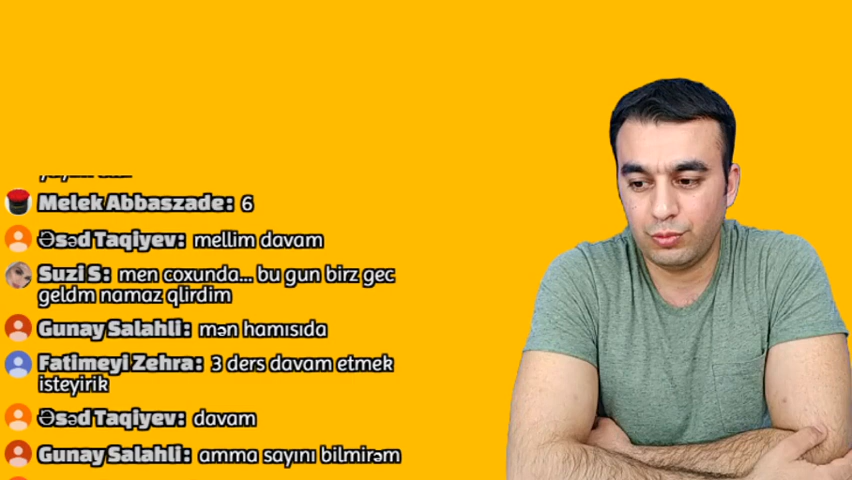 Melek Abbaszade: 6
Əsəd Taqiyev: mellim davam
Suzi S: men coxunda... bu gun birz gec
geldm namaz qlirdim
Gunay Salahli: mən hamısıda
Fatimeyi Zehra: 3 ders davam etmek
isteyirik
Əsəd Taqiyev: davam
Gunay Salahli: amma sayını bilmirəm